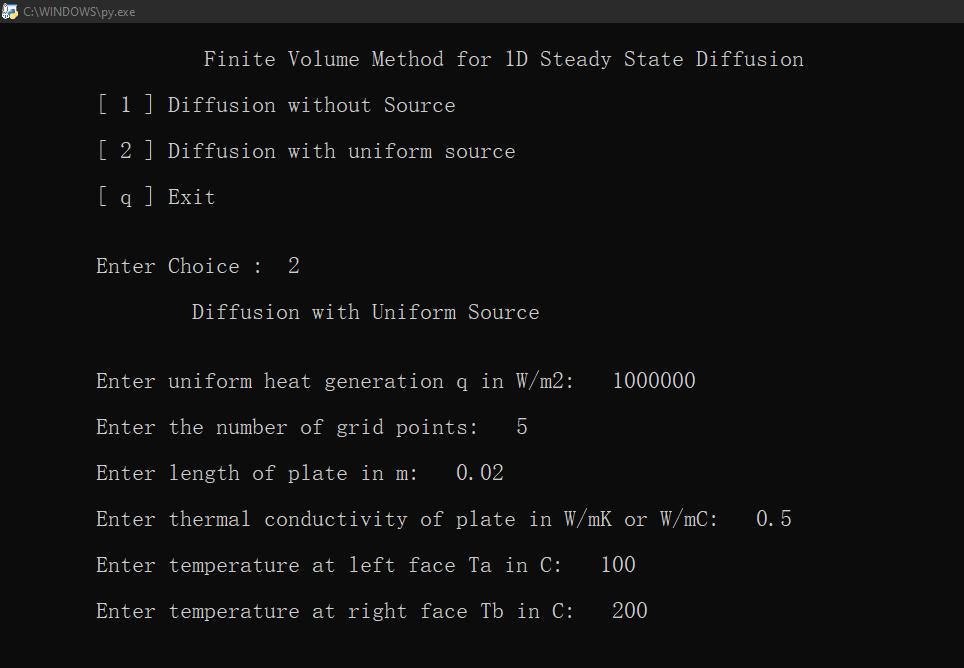 C:\WINDOWS\py.exe
Finite Volume Method for 1D Steady State Diffusion
[ 1 ] Diffusion without Source
[ 2 ] Diffusion with uniform source
[ q ] Exit
Enter Choice :  2
Diffusion with Uniform Source
Enter uniform heat generation q in W/m2:   1000000
Enter the number of grid points:   5
Enter length of plate in m:   0.02
Enter thermal conductivity of plate in W/mK or W/mC:   0.5
Enter temperature at left face Ta in C:   100
Enter temperature at right face Tb in C:   200